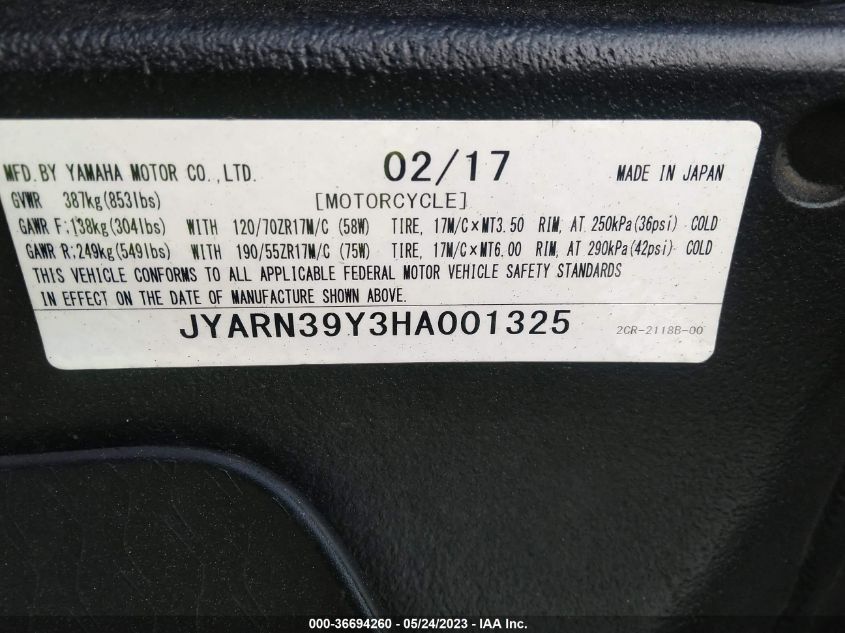 MFD.BY YAMAHA MOTOR CO.,LTD. 02/17 MADE IN JAPAN
GVWR 387kg(853lbs) [MOTORCYCLE]
GAWR F:138kg(304lbs) WITH 120/70ZR17M/C (58W) TIRE, 17M/C×MT3.50 RIM, AT 250kPa(36psi) COLD
GAWR R:249kg(549lbs) WITH 190/55ZR17M/C (75W) TIRE, 17M/C×MT6.00 RIM, AT 290kPa(42psi) COLD
THIS VEHICLE CONFORMS TO ALL APPLICABLE FEDERAL MOTOR VEHICLE SAFETY STANDARDS
IN EFFECT ON THE DATE OF MANUFACTURE SHOWN ABOVE.
JYARN39Y3HA001325 2CR-2118B-00
000-36694260 - 05/24/2023 - IAA Inc.